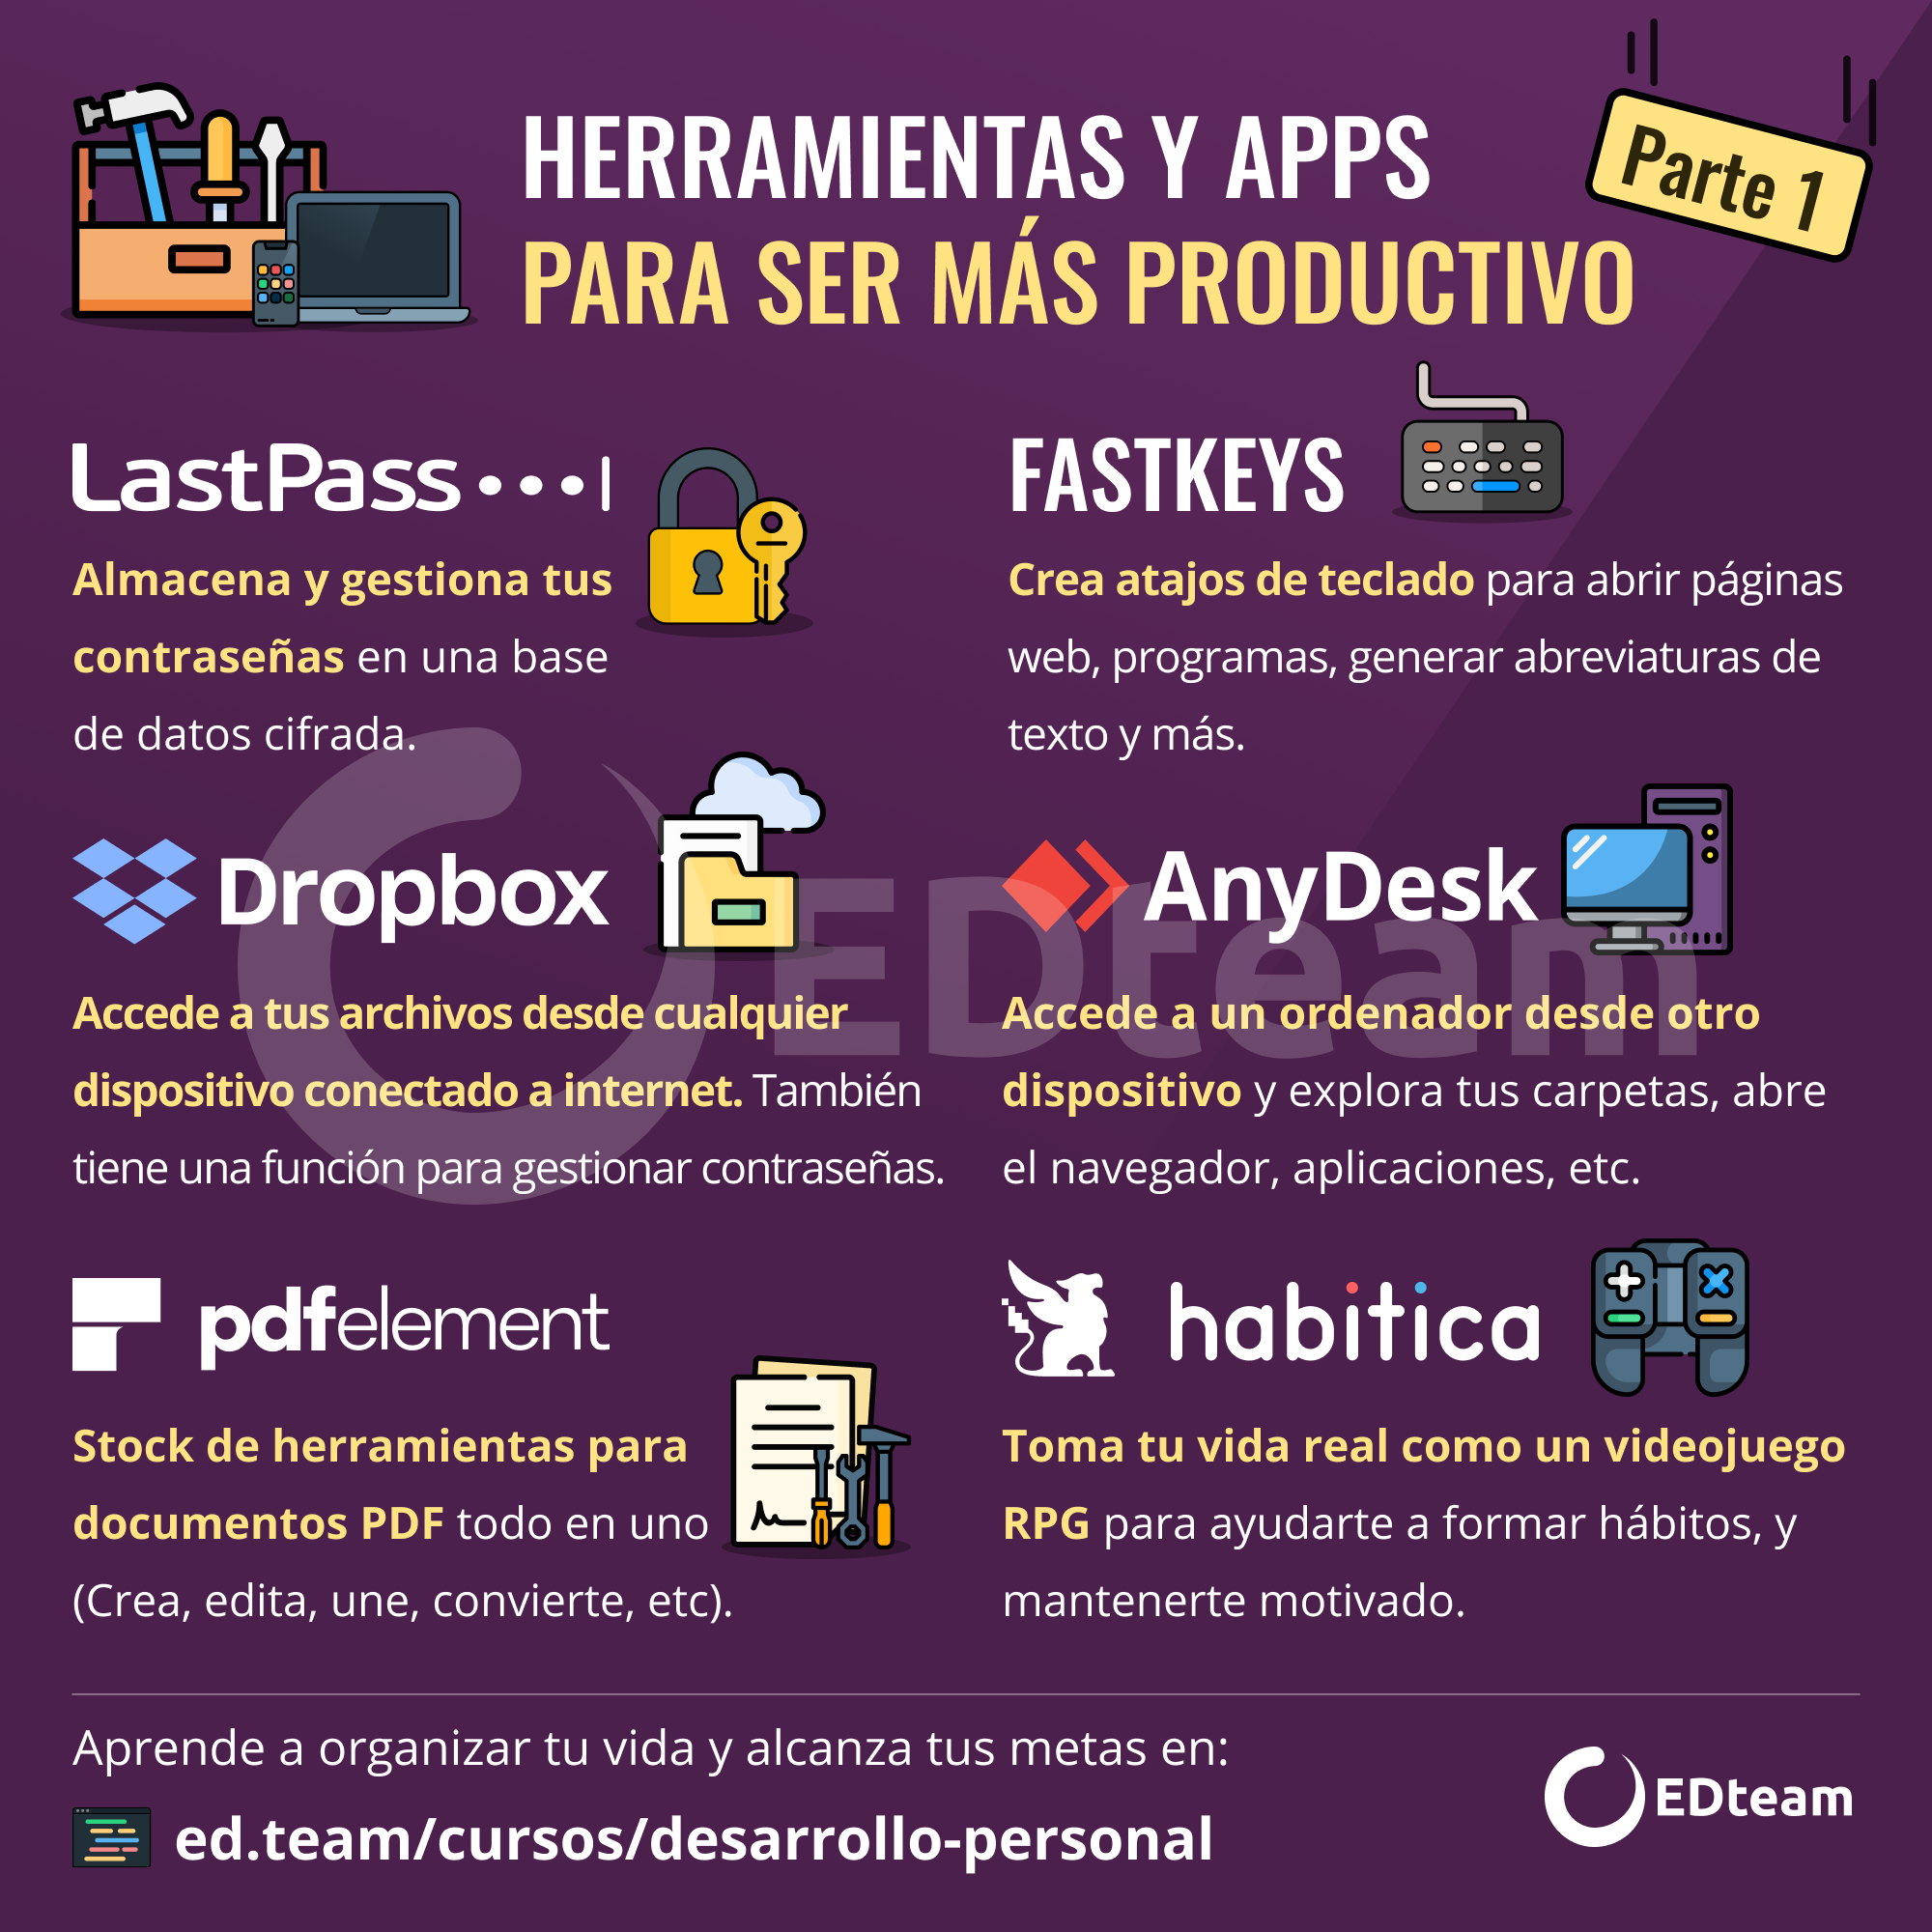 HERRAMIENTAS Y APPS
PARA SER MÁS PRODUCTIVO
Parte 1
LastPass
Almacena y gestiona tus
contraseñas en una base
de datos cifrada.
FASTKEYS
Crea atajos de teclado para abrir páginas
web, programas, generar abreviaturas de
texto y más.
Dropbox
Accede a tus archivos desde cualquier
dispositivo conectado a internet. También
tiene una función para gestionar contraseñas.
AnyDesk
Accede a un ordenador desde otro
dispositivo y explora tus carpetas, abre
el navegador, aplicaciones, etc.
EDteam
pdfelement
Stock de herramientas para
documentos PDF todo en uno
(Crea, edita, une, convierte, etc).
habitica
Toma tu vida real como un videojuego
RPG para ayudarte a formar hábitos, y
mantenerte motivado.
Aprende a organizar tu vida y alcanza tus metas en:
ed.team/cursos/desarrollo-personal
EDteam